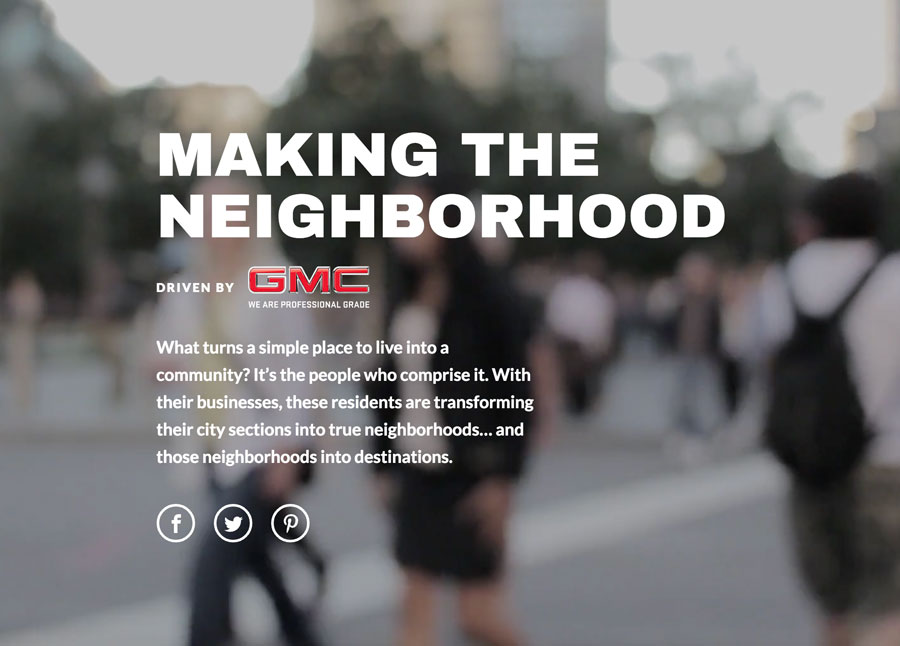 MAKING THE
NEIGHBORHOOD
DRIVEN BY GMC
WE ARE PROFESSIONAL GRADE
What turns a simple place to live into a
community? It’s the people who comprise it. With
their businesses, these residents are transforming
their city sections into true neighborhoods... and
those neighborhoods into destinations.